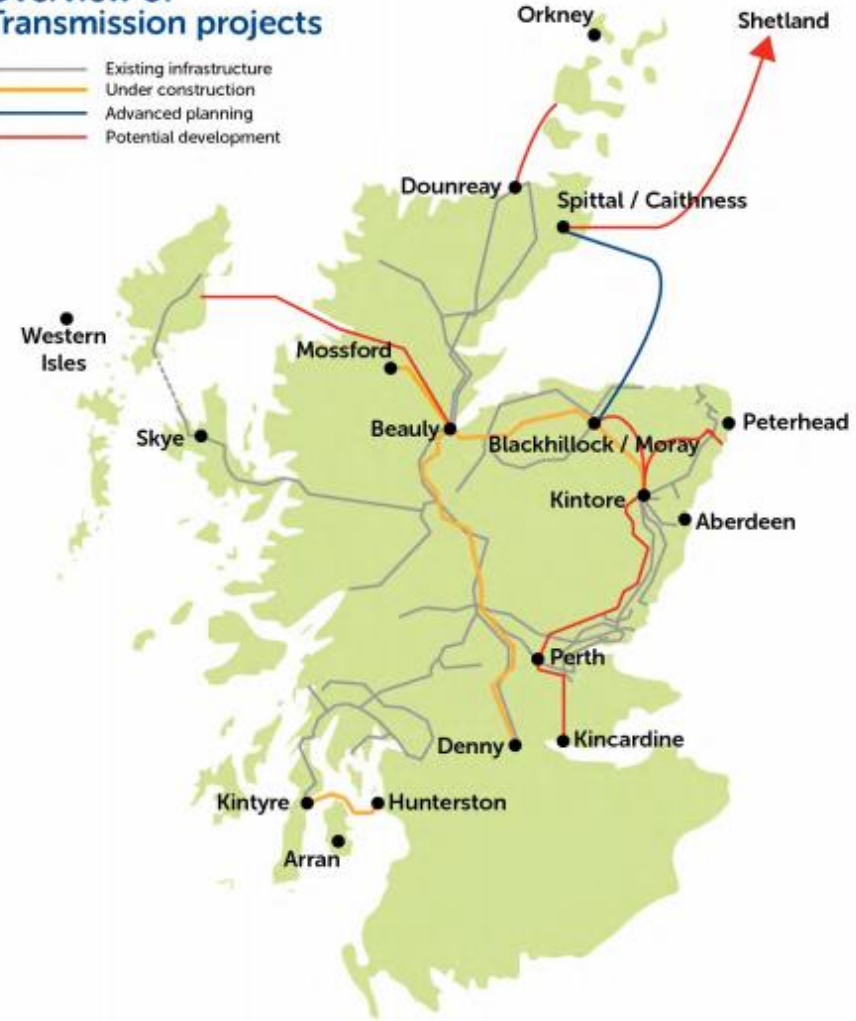 Transmission projects
Existing infrastructure
Under construction
Advanced planning
Potential development
Orkney
Shetland
Dounreay
Spittal / Caithness
Western
Isles
Mossford
Skye
Beauly
Blackhillock / Moray
Peterhead
Kintore
Aberdeen
Perth
Denny
Kincardine
Kintyre
Hunterston
Arran